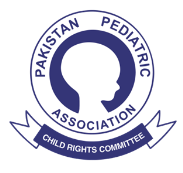 PAKISTAN PEDIATRIC
ASSOCIATION
CHILD RIGHTS COMMITTEE